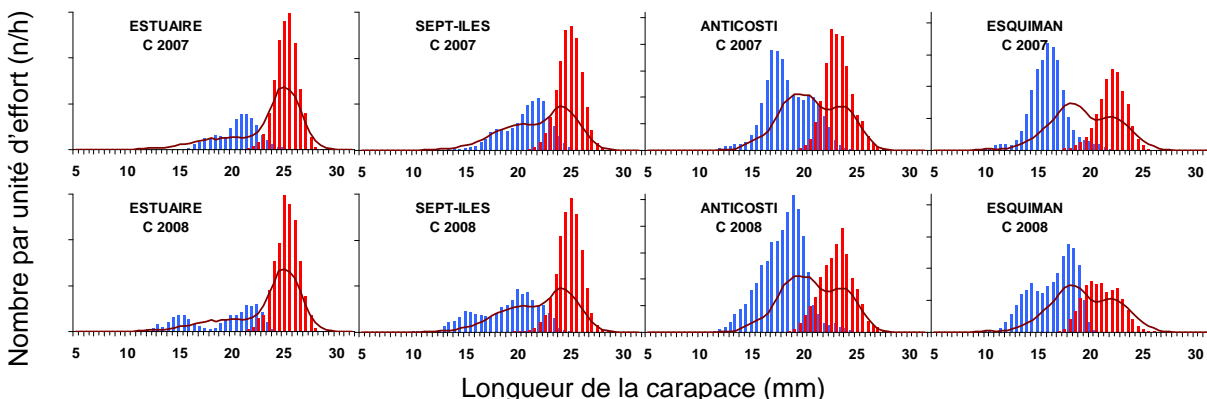 Nombre par unité d'effort (n/h)
ESTUAIRE
C 2007
SEPT-ILES
C 2007
ANTICOSTI
C 2007
ESQUIMAN
C 2007
5 10 15 20 25 30 5 10 15 20 25 30 5 10 15 20 25 30 5 10 15 20 25 30
ESTUAIRE
C 2008
SEPT-ILES
C 2008
ANTICOSTI
C 2008
ESQUIMAN
C 2008
5 10 15 20 25 30 5 10 15 20 25 30 5 10 15 20 25 30 5 10 15 20 25 30
Longueur de la carapace (mm)